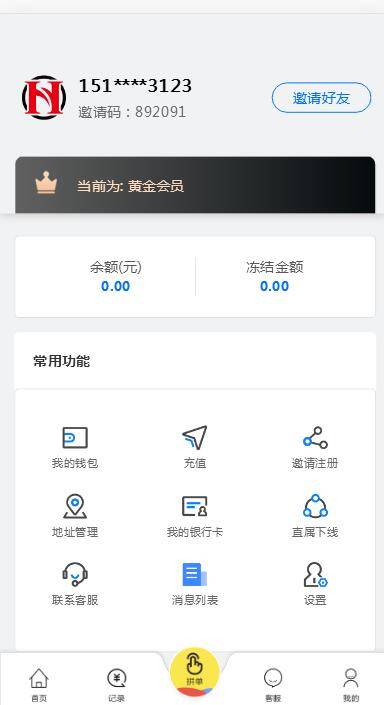 151****3123
邀请码：892091
邀请好友
当前为: 黄金会员
余额(元) 冻结金额
0.00 0.00
常用功能
我的钱包 充值 邀请注册
地址管理 我的银行卡 直属下线
联系客服 消息列表 设置
首页 记录 拼单 客服 我的